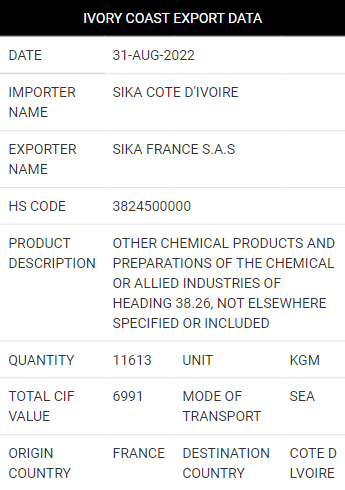 IVORY COAST EXPORT DATA
DATE 31-AUG-2022
IMPORTER SIKA COTE D'IVOIRE
NAME
EXPORTER SIKA FRANCE S.A.S
NAME
HS CODE 3824500000
PRODUCT OTHER CHEMICAL PRODUCTS AND
DESCRIPTION PREPARATIONS OF THE CHEMICAL
OR ALLIED INDUSTRIES OF
HEADING 38.26, NOT ELSEWHERE
SPECIFIED OR INCLUDED
QUANTITY 11613 UNIT KGM
TOTAL CIF 6991 MODE OF SEA
VALUE TRANSPORT
ORIGIN FRANCE DESTINATION COTE D
COUNTRY COUNTRY LVOIRE